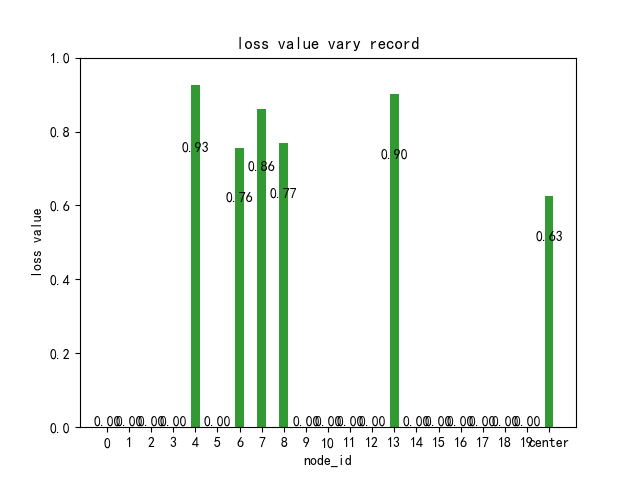 loss value vary record
1.0
0.8
0.6
0.4
0.2
0.0
loss value
0.00 0.00 0.00 0.00 0.93 0.00 0.76 0.86 0.77 0.00 0.00 0.00 0.00 0.90 0.00 0.00 0.00 0.00 0.00 0.00 0.63
0 1 2 3 4 5 6 7 8 9 10 11 12 13 14 15 16 17 18 19 center
node_id